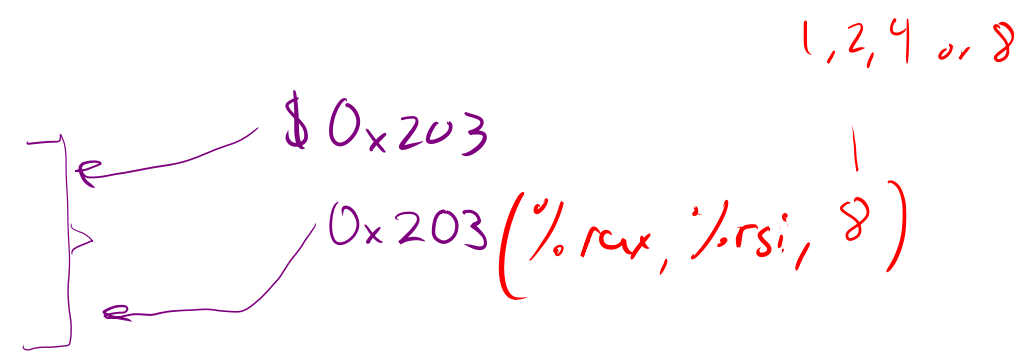 1, 2, 4 or 8
$0x203
0x203(%rax, %rsi, 8)